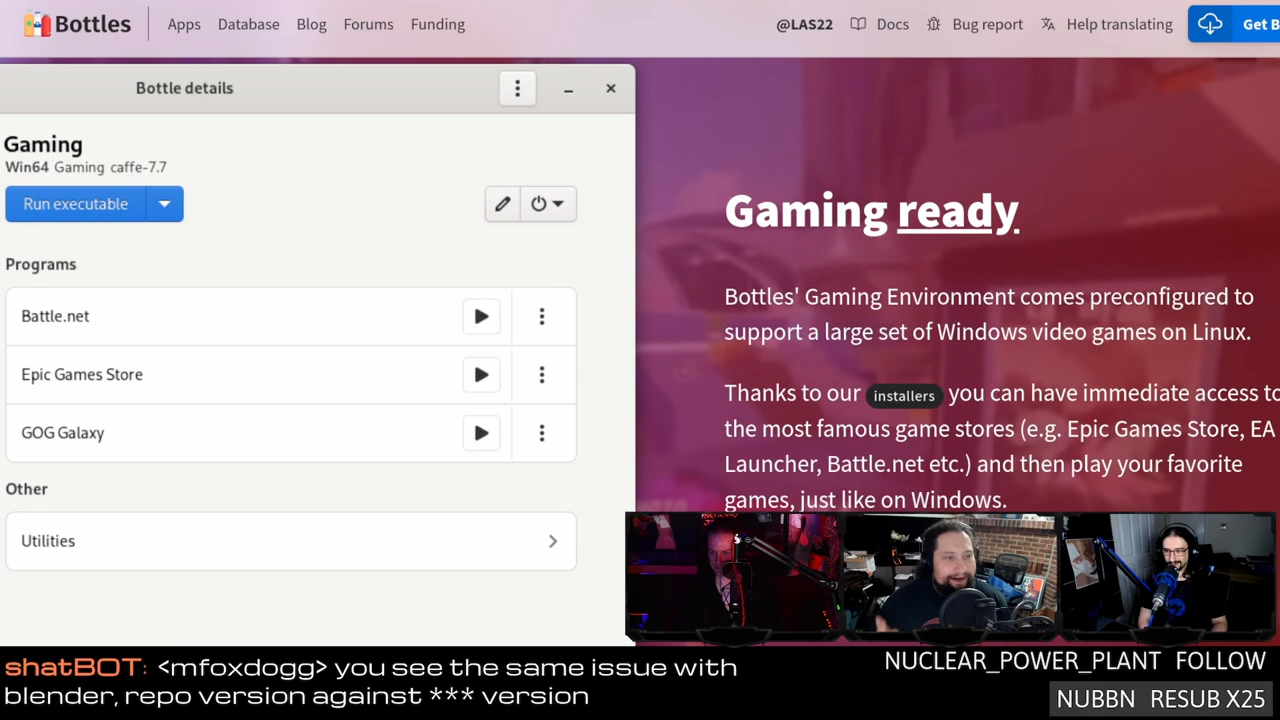 Bottles
Apps Database Blog Forums Funding
@LAS22 Docs Bug report Help translating Get B
Bottle details
Gaming
Win64 Gaming caffe-7.7
Run executable
Programs
Battle.net
Epic Games Store
GOG Galaxy
Other
Utilities
Gaming ready
Bottles' Gaming Environment comes preconfigured to
support a large set of Windows video games on Linux.
Thanks to our installers you can have immediate access to
the most famous game stores (e.g. Epic Games Store, EA
Launcher, Battle.net etc.) and then play your favorite
games, just like on Windows.
shatBOT: <mfoxdogg> you see the same issue with
blender, repo version against *** version
NUCLEAR_POWER_PLANT FOLLOW
NUBBN RESUB X25